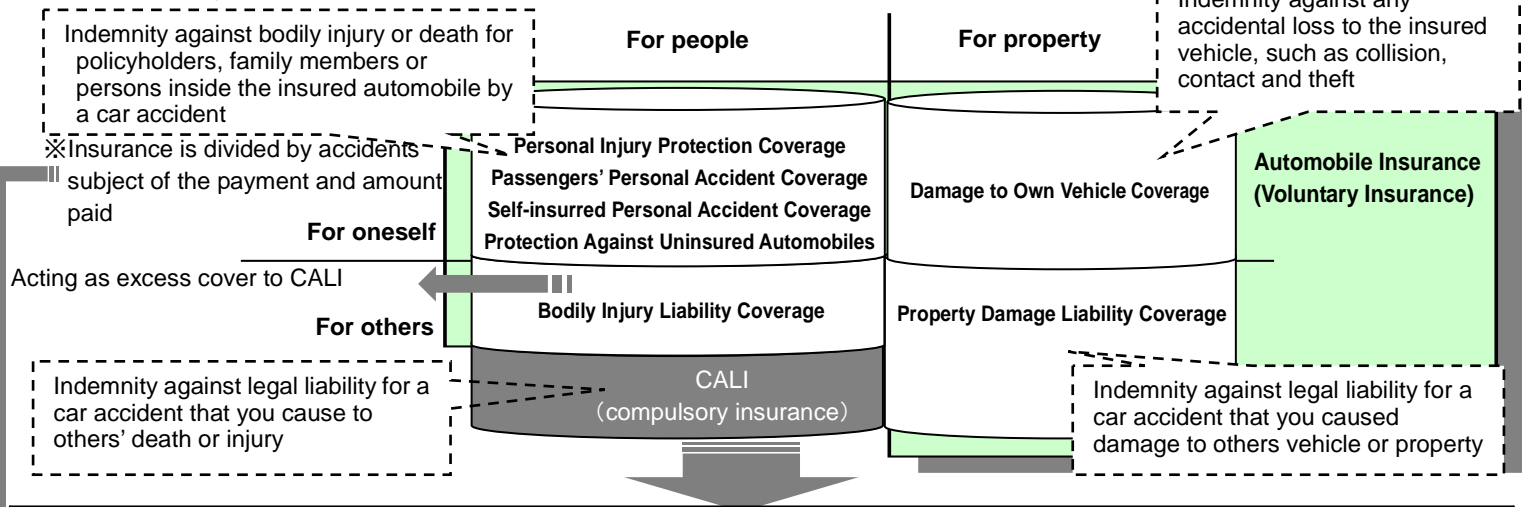 Indemnity against bodily injury or death for
policyholders, family members or
persons inside the insured automobile by
a car accident
※Insurance is divided by accidents
subject of the payment and amount
paid
For people
For property
Indemnity against any
accidental loss to the insured
vehicle, such as collision,
contact and theft
For oneself
Personal Injury Protection Coverage
Passengers’ Personal Accident Coverage
Self-insurred Personal Accident Coverage
Protection Against Uninsured Automobiles
Damage to Own Vehicle Coverage
Automobile Insurance
(Voluntary Insurance)
Acting as excess cover to CALI
For others
Bodily Injury Liability Coverage
Property Damage Liability Coverage
Indemnity against legal liability for a
car accident that you cause to
others’ death or injury
CALI
（compulsory insurance）
Indemnity against legal liability for a
car accident that you caused
damage to others vehicle or property